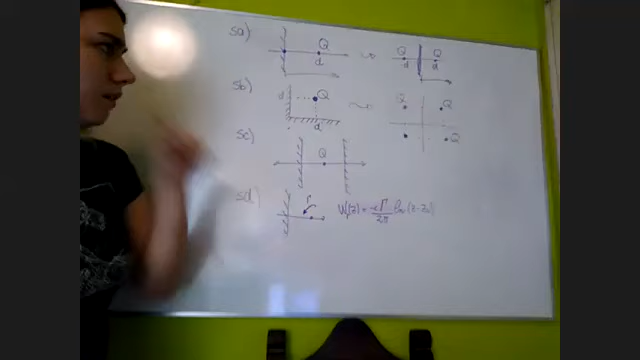 5a) Q d Q d Q d
5b) d Q d Q Q Q
5c) Q
5d) Γ W(z) = -iΓ/2π ln (z-z₀)